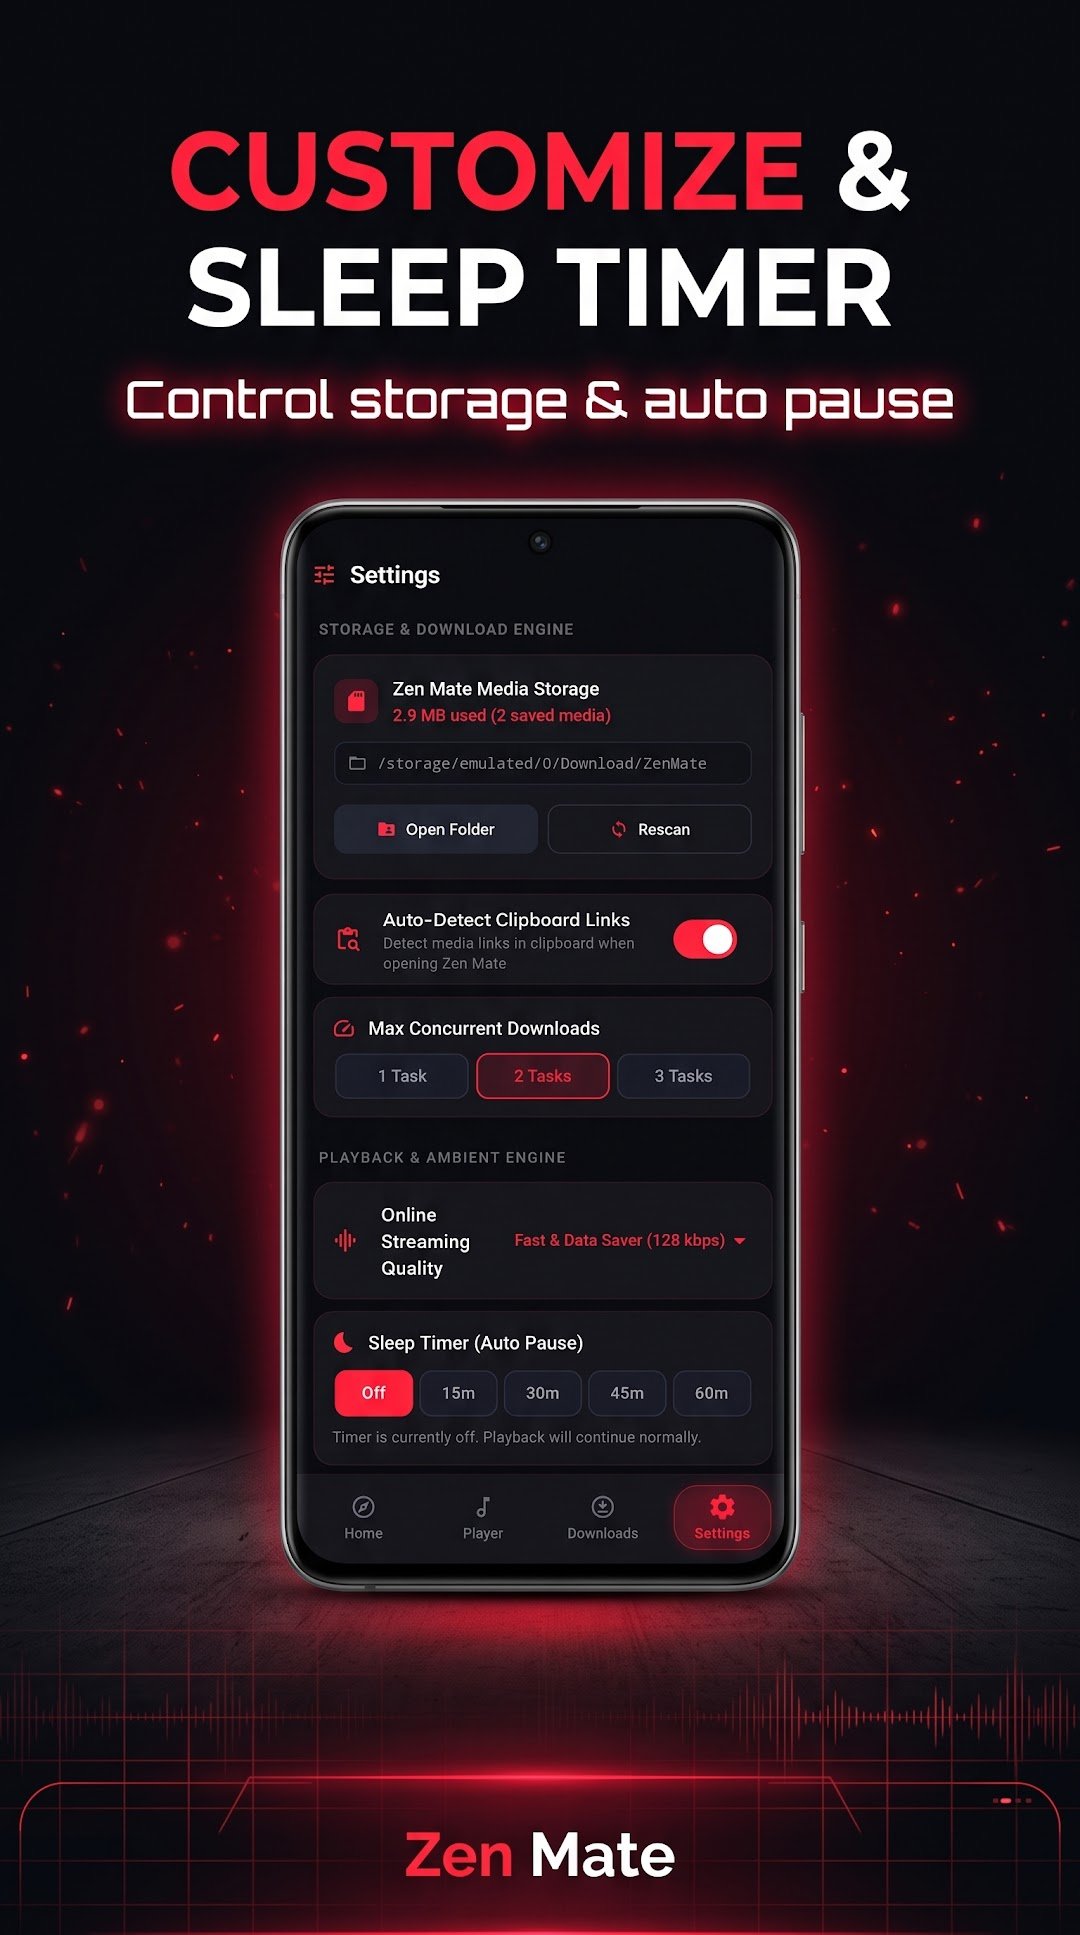 CUSTOMIZE &
SLEEP TIMER
Control storage & auto pause
Settings
STORAGE & DOWNLOAD ENGINE
Zen Mate Media Storage
2.9 MB used (2 saved media)
/storage/emulated/0/Download/ZenMate
Open Folder
Rescan
Auto-Detect Clipboard Links
Detect media links in clipboard when
opening Zen Mate
Max Concurrent Downloads
1 Task
2 Tasks
3 Tasks
PLAYBACK & AMBIENT ENGINE
Online
Streaming
Quality
Fast & Data Saver (128 kbps)
Sleep Timer (Auto Pause)
Off
15m
30m
45m
60m
Timer is currently off. Playback will continue normally.
Home
Player
Downloads
Settings
Zen Mate